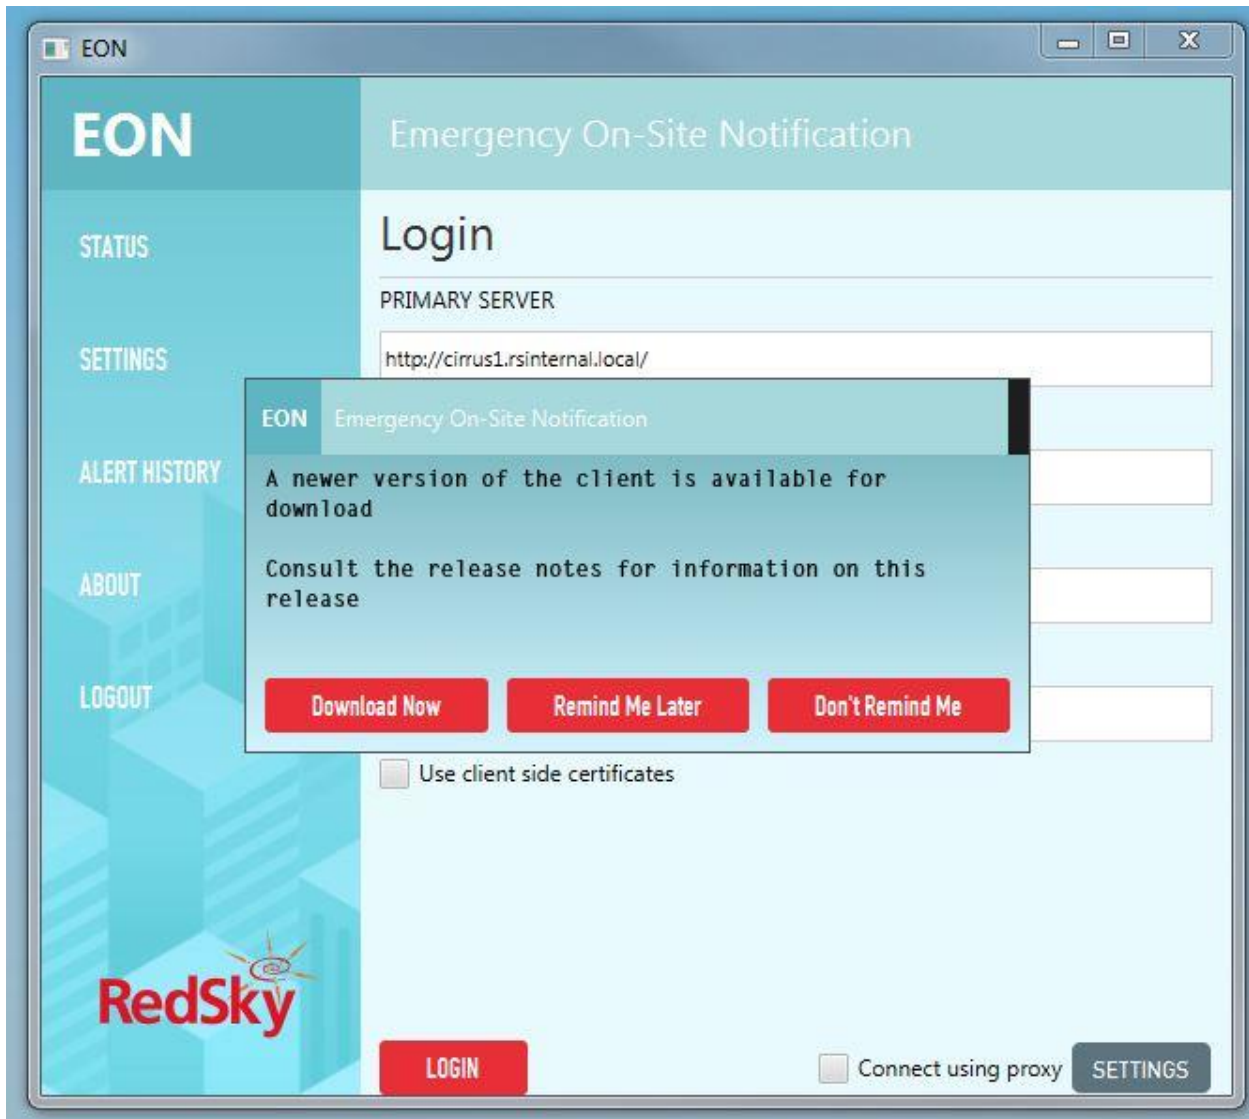 EON
EON
Emergency On-Site Notification
STATUS
SETTINGS
ALERT HISTORY
ABOUT
LOGOUT
Login
PRIMARY SERVER
http://cirrus1.rsinternal.local/
EON Emergency On-Site Notification
A newer version of the client is available for
download
Consult the release notes for information on this
release
Download Now
Remind Me Later
Don't Remind Me
Use client side certificates
RedSky
LOGIN
Connect using proxy
SETTINGS